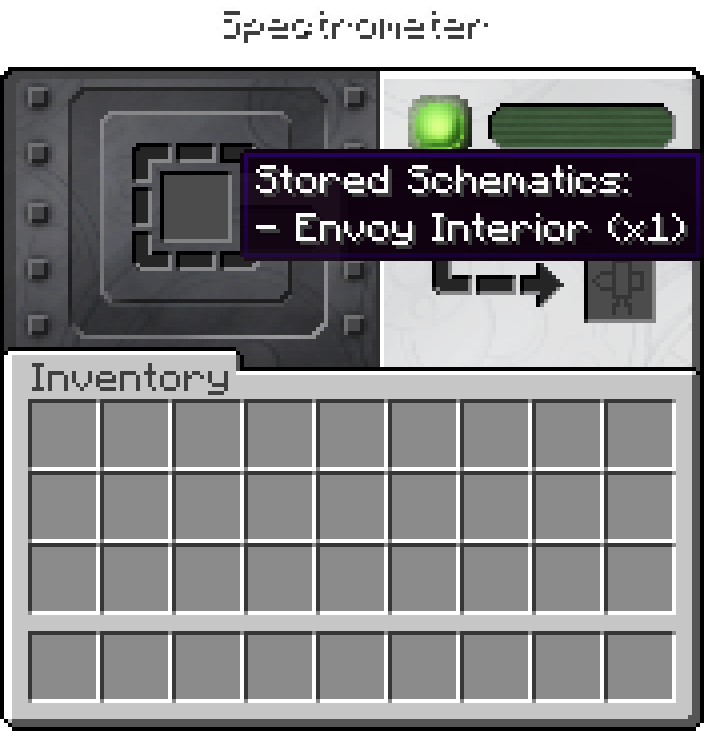 Spectrometer
Stored Schematics:
- Envoy Interior (x1)
Inventory